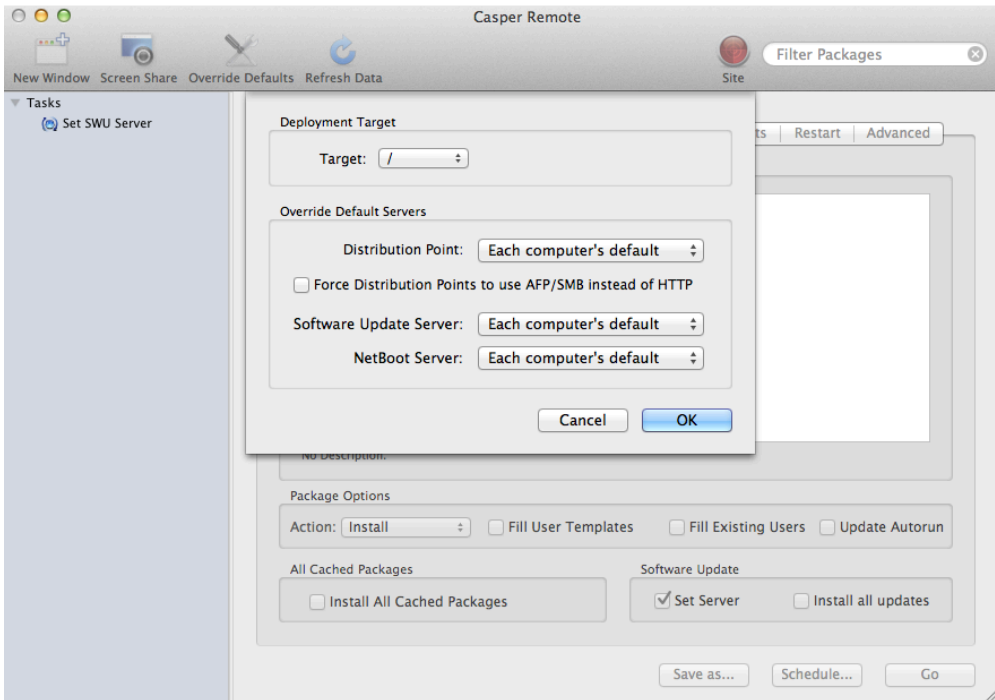 Casper Remote
New Window Screen Share Override Defaults Refresh Data Site Filter Packages
Tasks
Set SWU Server
Deployment Target
Target: /
ts Restart Advanced
Override Default Servers
Distribution Point: Each computer's default
Force Distribution Points to use AFP/SMB instead of HTTP
Software Update Server: Each computer's default
NetBoot Server: Each computer's default
Cancel OK
No Description.
Package Options
Action: Install Fill User Templates Fill Existing Users Update Autorun
All Cached Packages Software Update
Install All Cached Packages Set Server Install all updates
Save as... Schedule... Go